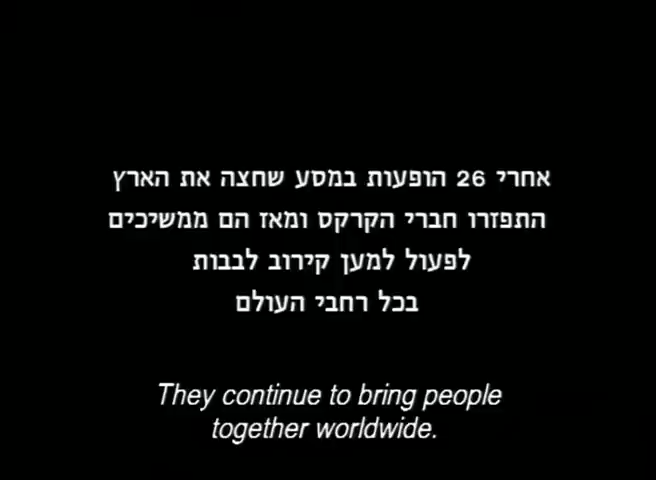 אחרי 26 הופעות במסע שחצה את הארץ
התפזרו חברי הקרקס ומאז הם ממשיכים
לפעול למען קירוב לבבות
בכל רחבי העולם
They continue to bring people
together worldwide.